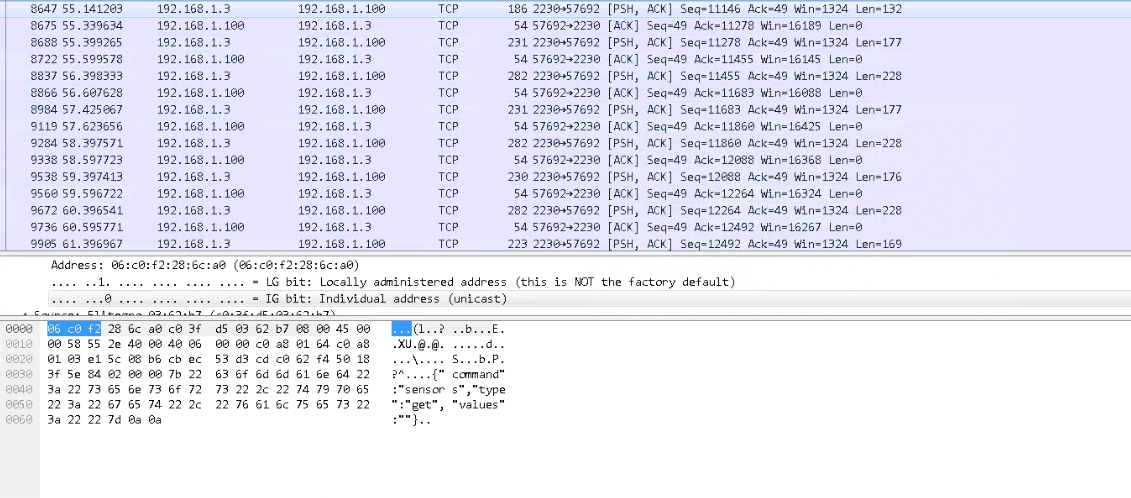 8647 55.141203 192.168.1.3 192.168.1.100 TCP 186 2230→57692 [PSH, ACK] Seq=11146 Ack=49 Win=1324 Len=132
8675 55.339634 192.168.1.100 192.168.1.3 TCP 54 57692→2230 [ACK] Seq=49 Ack=11278 Win=16189 Len=0
8688 55.399265 192.168.1.3 192.168.1.100 TCP 231 2230→57692 [PSH, ACK] Seq=11278 Ack=49 Win=1324 Len=177
8722 55.599578 192.168.1.100 192.168.1.3 TCP 54 57692→2230 [ACK] Seq=49 Ack=11455 Win=16145 Len=0
8837 56.398333 192.168.1.3 192.168.1.100 TCP 282 2230→57692 [PSH, ACK] Seq=11455 Ack=49 Win=1324 Len=228
8866 56.607628 192.168.1.100 192.168.1.3 TCP 54 57692→2230 [ACK] Seq=49 Ack=11683 Win=16088 Len=0
8984 57.425067 192.168.1.3 192.168.1.100 TCP 231 2230→57692 [PSH, ACK] Seq=11683 Ack=49 Win=1324 Len=177
9119 57.623656 192.168.1.100 192.168.1.3 TCP 54 57692→2230 [ACK] Seq=49 Ack=11860 Win=16425 Len=0
9284 58.397571 192.168.1.3 192.168.1.100 TCP 282 2230→57692 [PSH, ACK] Seq=11860 Ack=49 Win=1324 Len=228
9338 58.597723 192.168.1.100 192.168.1.3 TCP 54 57692→2230 [ACK] Seq=49 Ack=12088 Win=16368 Len=0
9538 59.397413 192.168.1.3 192.168.1.100 TCP 230 2230→57692 [PSH, ACK] Seq=12088 Ack=49 Win=1324 Len=176
9560 59.596722 192.168.1.100 192.168.1.3 TCP 54 57692→2230 [ACK] Seq=49 Ack=12264 Win=16324 Len=0
9672 60.396541 192.168.1.3 192.168.1.100 TCP 282 2230→57692 [PSH, ACK] Seq=12264 Ack=49 Win=1324 Len=228
9736 60.595771 192.168.1.100 192.168.1.3 TCP 54 57692→2230 [ACK] Seq=49 Ack=12492 Win=16267 Len=0
9905 61.396967 192.168.1.3 192.168.1.100 TCP 223 2230→57692 [PSH, ACK] Seq=12492 Ack=49 Win=1324 Len=169
Address: 06:c0:f2:28:6c:a0 (06:c0:f2:28:6c:a0)
.... ..1. .... .... .... .... = LG bit: Locally administered address (this is NOT the factory default)
.... ...0 .... .... .... .... = IG bit: Individual address (unicast)
Source: Elitegro_03:62:b7 (c0:3f:d5:03:62:b7)
0000 06 c0 f2 28 6c a0 c0 3f d5 03 62 b7 08 00 45 00 ...(l..? ..b...E.
0010 00 58 55 2e 40 00 40 06 00 00 c0 a8 01 64 c0 a8 .XU.@.@. .....d..
0020 01 03 e1 5c 08 b6 cb ec 53 d3 cd c0 62 f4 50 18 ...\.... S...b.P.
0030 3f 5e 84 02 00 00 7b 22 63 6f 6d 6d 61 6e 64 22 ?^....{" command"
0040 3a 22 73 65 6e 73 6f 72 73 22 2c 22 74 79 70 65 :"sensor s","type
0050 22 3a 22 67 65 74 22 2c 22 76 61 6c 75 65 73 22 ":"get", "values"
0060 3a 22 22 7d 0a 0a :""}..